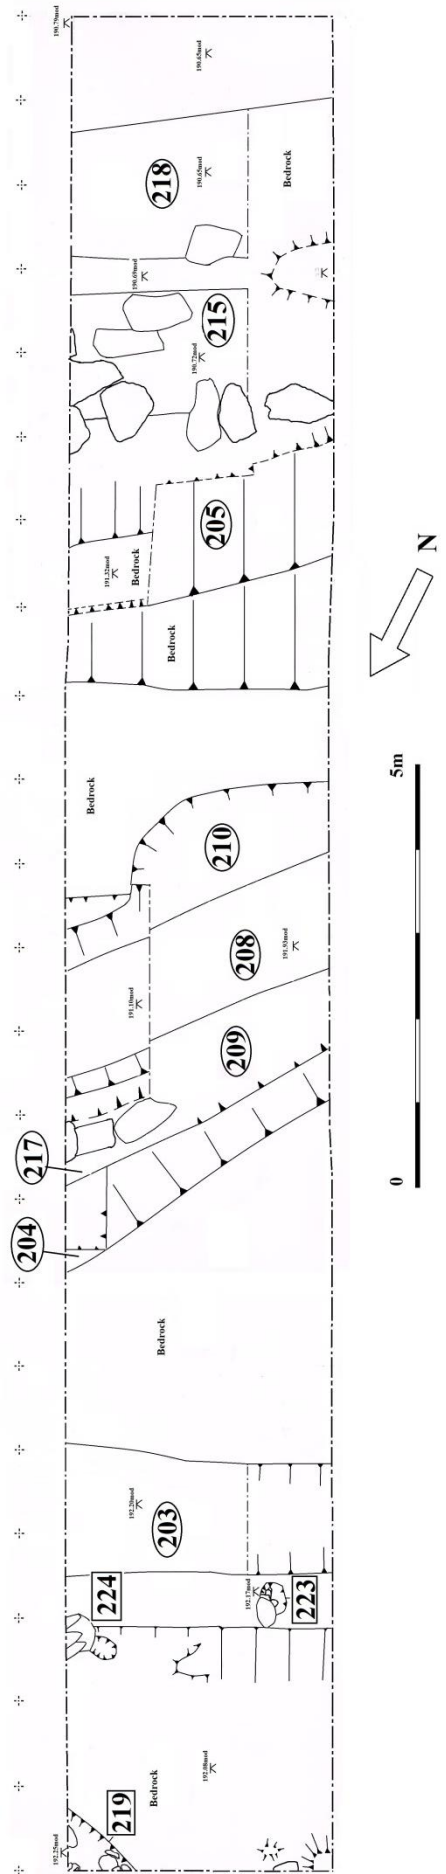 190.79mod
190.65mod
218
190.65mod
Bedrock
190.69mod
215
190.72mod
205
191.32mod
Bedrock
Bedrock
N
Bedrock
5m
210
208
191.93mod
191.10mod
209
217
0
204
Bedrock
192.20mod
203
224
192.17mod
223
192.08mod
Bedrock
219
192.25mod